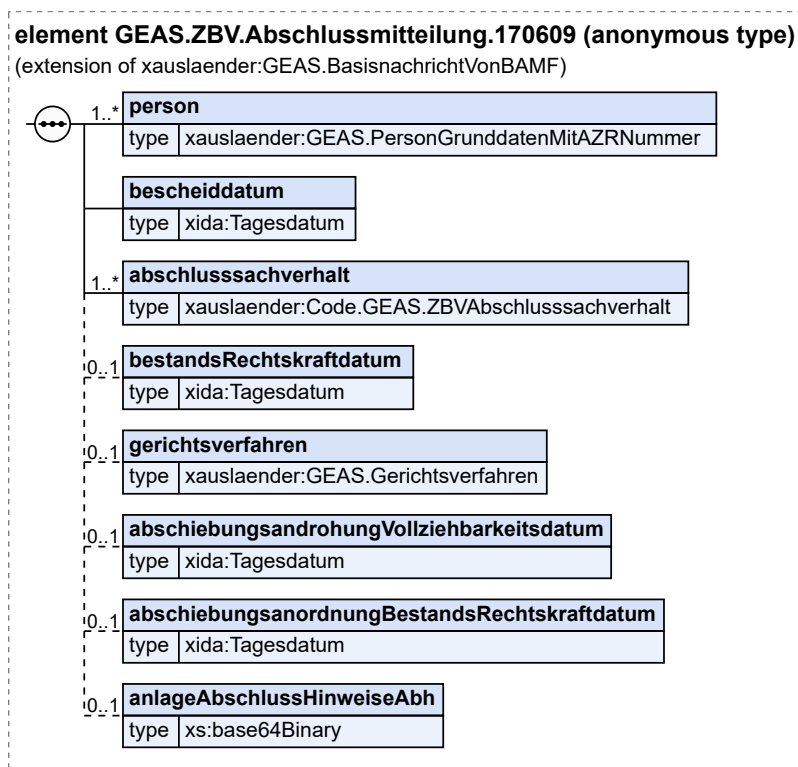 element GEAS.ZBV.Abschlussmitteilung.170609 (anonymous type)
(extension of xauslaender:GEAS.BasisnachrichtVonBAMF)
1..* person
type xauslaender:GEAS.PersonGrunddatenMitAZRNummer
bescheiddatum
type xida:Tagesdatum
1..* abschlusssachverhalt
type xauslaender:Code.GEAS.ZBVAbschlusssachverhalt
0..1 bestandsRechtskraftdatum
type xida:Tagesdatum
0..1 gerichtsverfahren
type xauslaender:GEAS.Gerichtsverfahren
0..1 abschiebungsandrohungVollziehbarkeitsdatum
type xida:Tagesdatum
0..1 abschiebungsanordnungBestandsRechtskraftdatum
type xida:Tagesdatum
0..1 anlageAbschlussHinweiseAbh
type xs:base64Binary